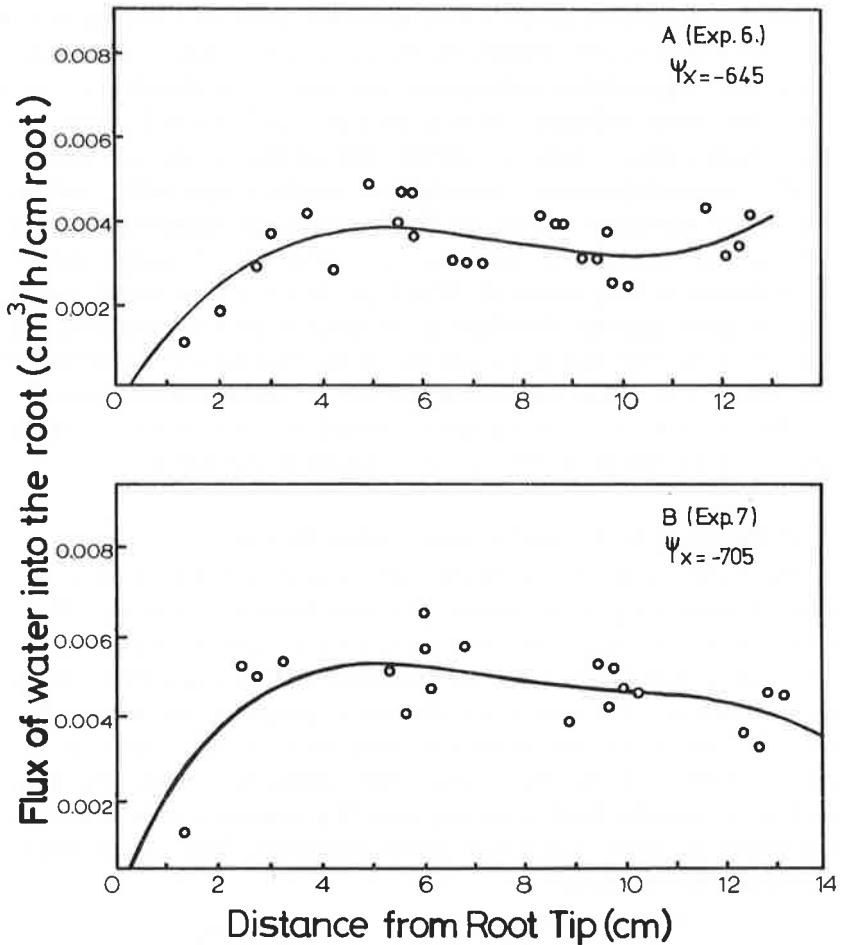 Flux of water into the root (cm³/h/cm root)
A (Exp. 6.)
Ψx=-645
0.008
0.006
0.004
0.002
0 2 4 6 8 10 12
B (Exp.7)
Ψx=-705
0.008
0.006
0.004
0.002
0 2 4 6 8 10 12 14
Distance from Root Tip (cm)